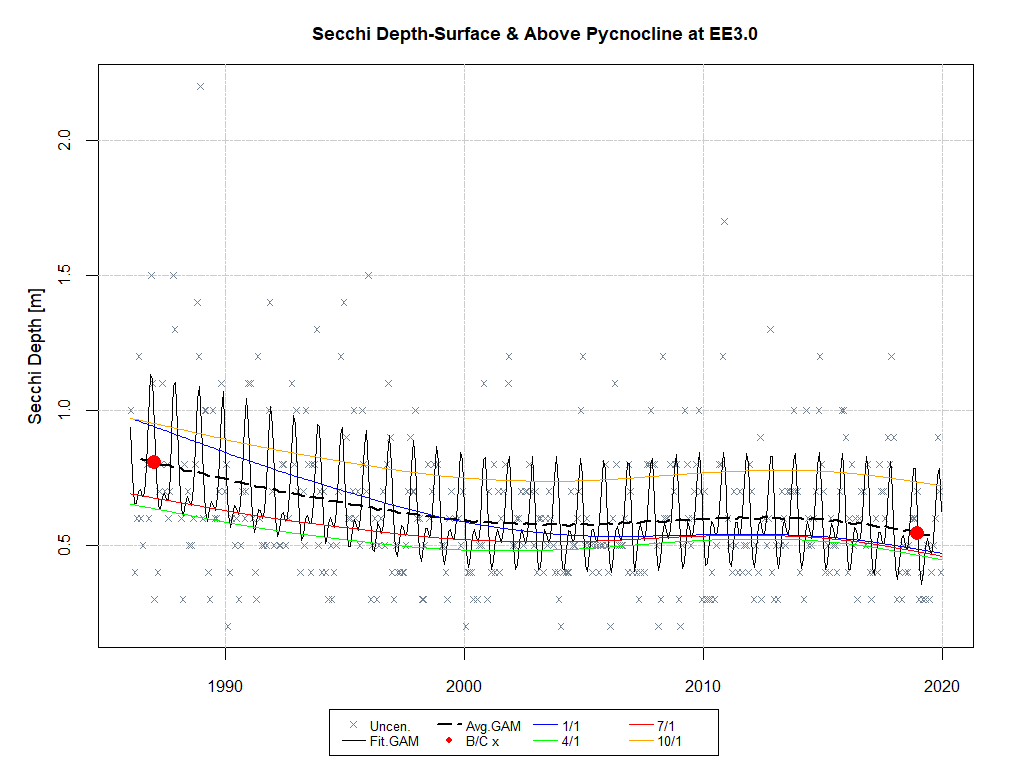 Secchi Depth-Surface & Above Pycnocline at EE3.0
2.0
1.5
1.0
0.5
Secchi Depth [m]
1990 2000 2010 2020
Uncen. Avg.GAM 1/1 7/1
Fit.GAM B/C x 4/1 10/1